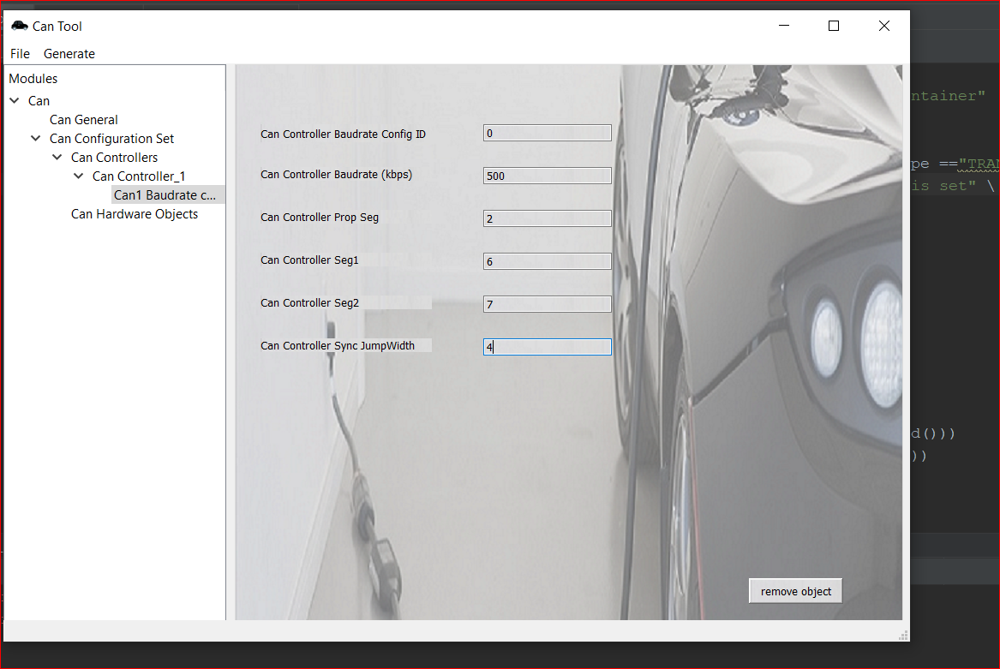 Can Tool
File Generate
Modules
Can
Can General
Can Configuration Set
Can Controllers
Can Controller_1
Can1 Baudrate c...
Can Hardware Objects
Can Controller Baudrate Config ID 0
Can Controller Baudrate (kbps) 500
Can Controller Prop Seg 2
Can Controller Seg1 6
Can Controller Seg2 7
Can Controller Sync JumpWidth 4
remove object
ntainer"
pe =="TRAN
is set" \
d()))
))